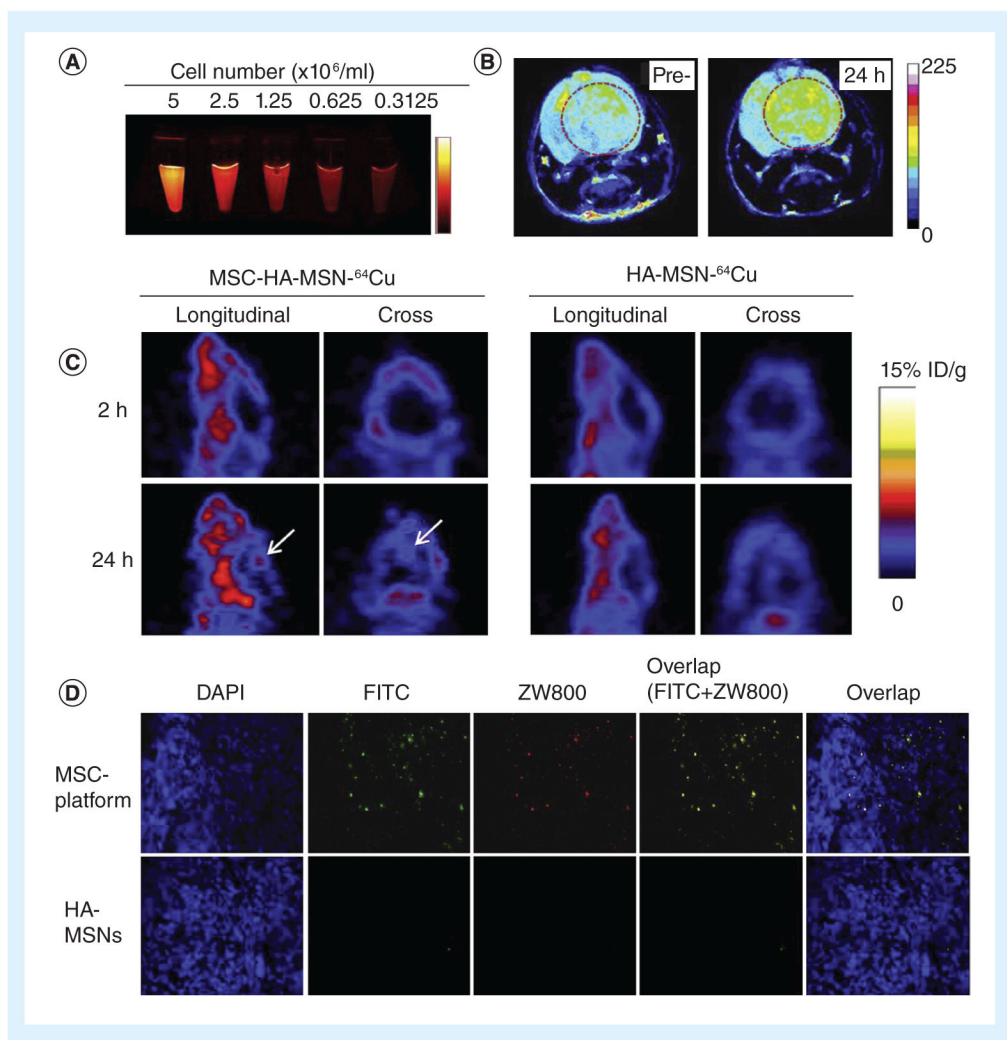 A
Cell number (x10⁶/ml)
5 2.5 1.25 0.625 0.3125
B
Pre-
24 h
225
0
MSC-HA-MSN-⁶⁴Cu
HA-MSN-⁶⁴Cu
Longitudinal Cross Longitudinal Cross
C
15% ID/g
2 h
24 h
0
D
DAPI FITC ZW800 Overlap (FITC+ZW800) Overlap
MSC-
platform
HA-
MSNs